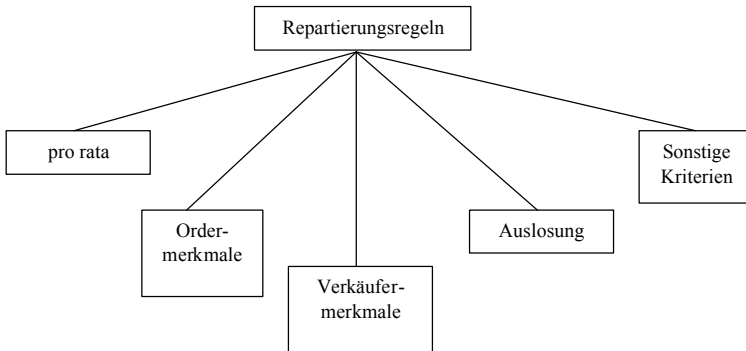 Repartierungsregeln
pro rata
Order-
merkmale
Verkäufer-
merkmale
Auslosung
Sonstige
Kriterien